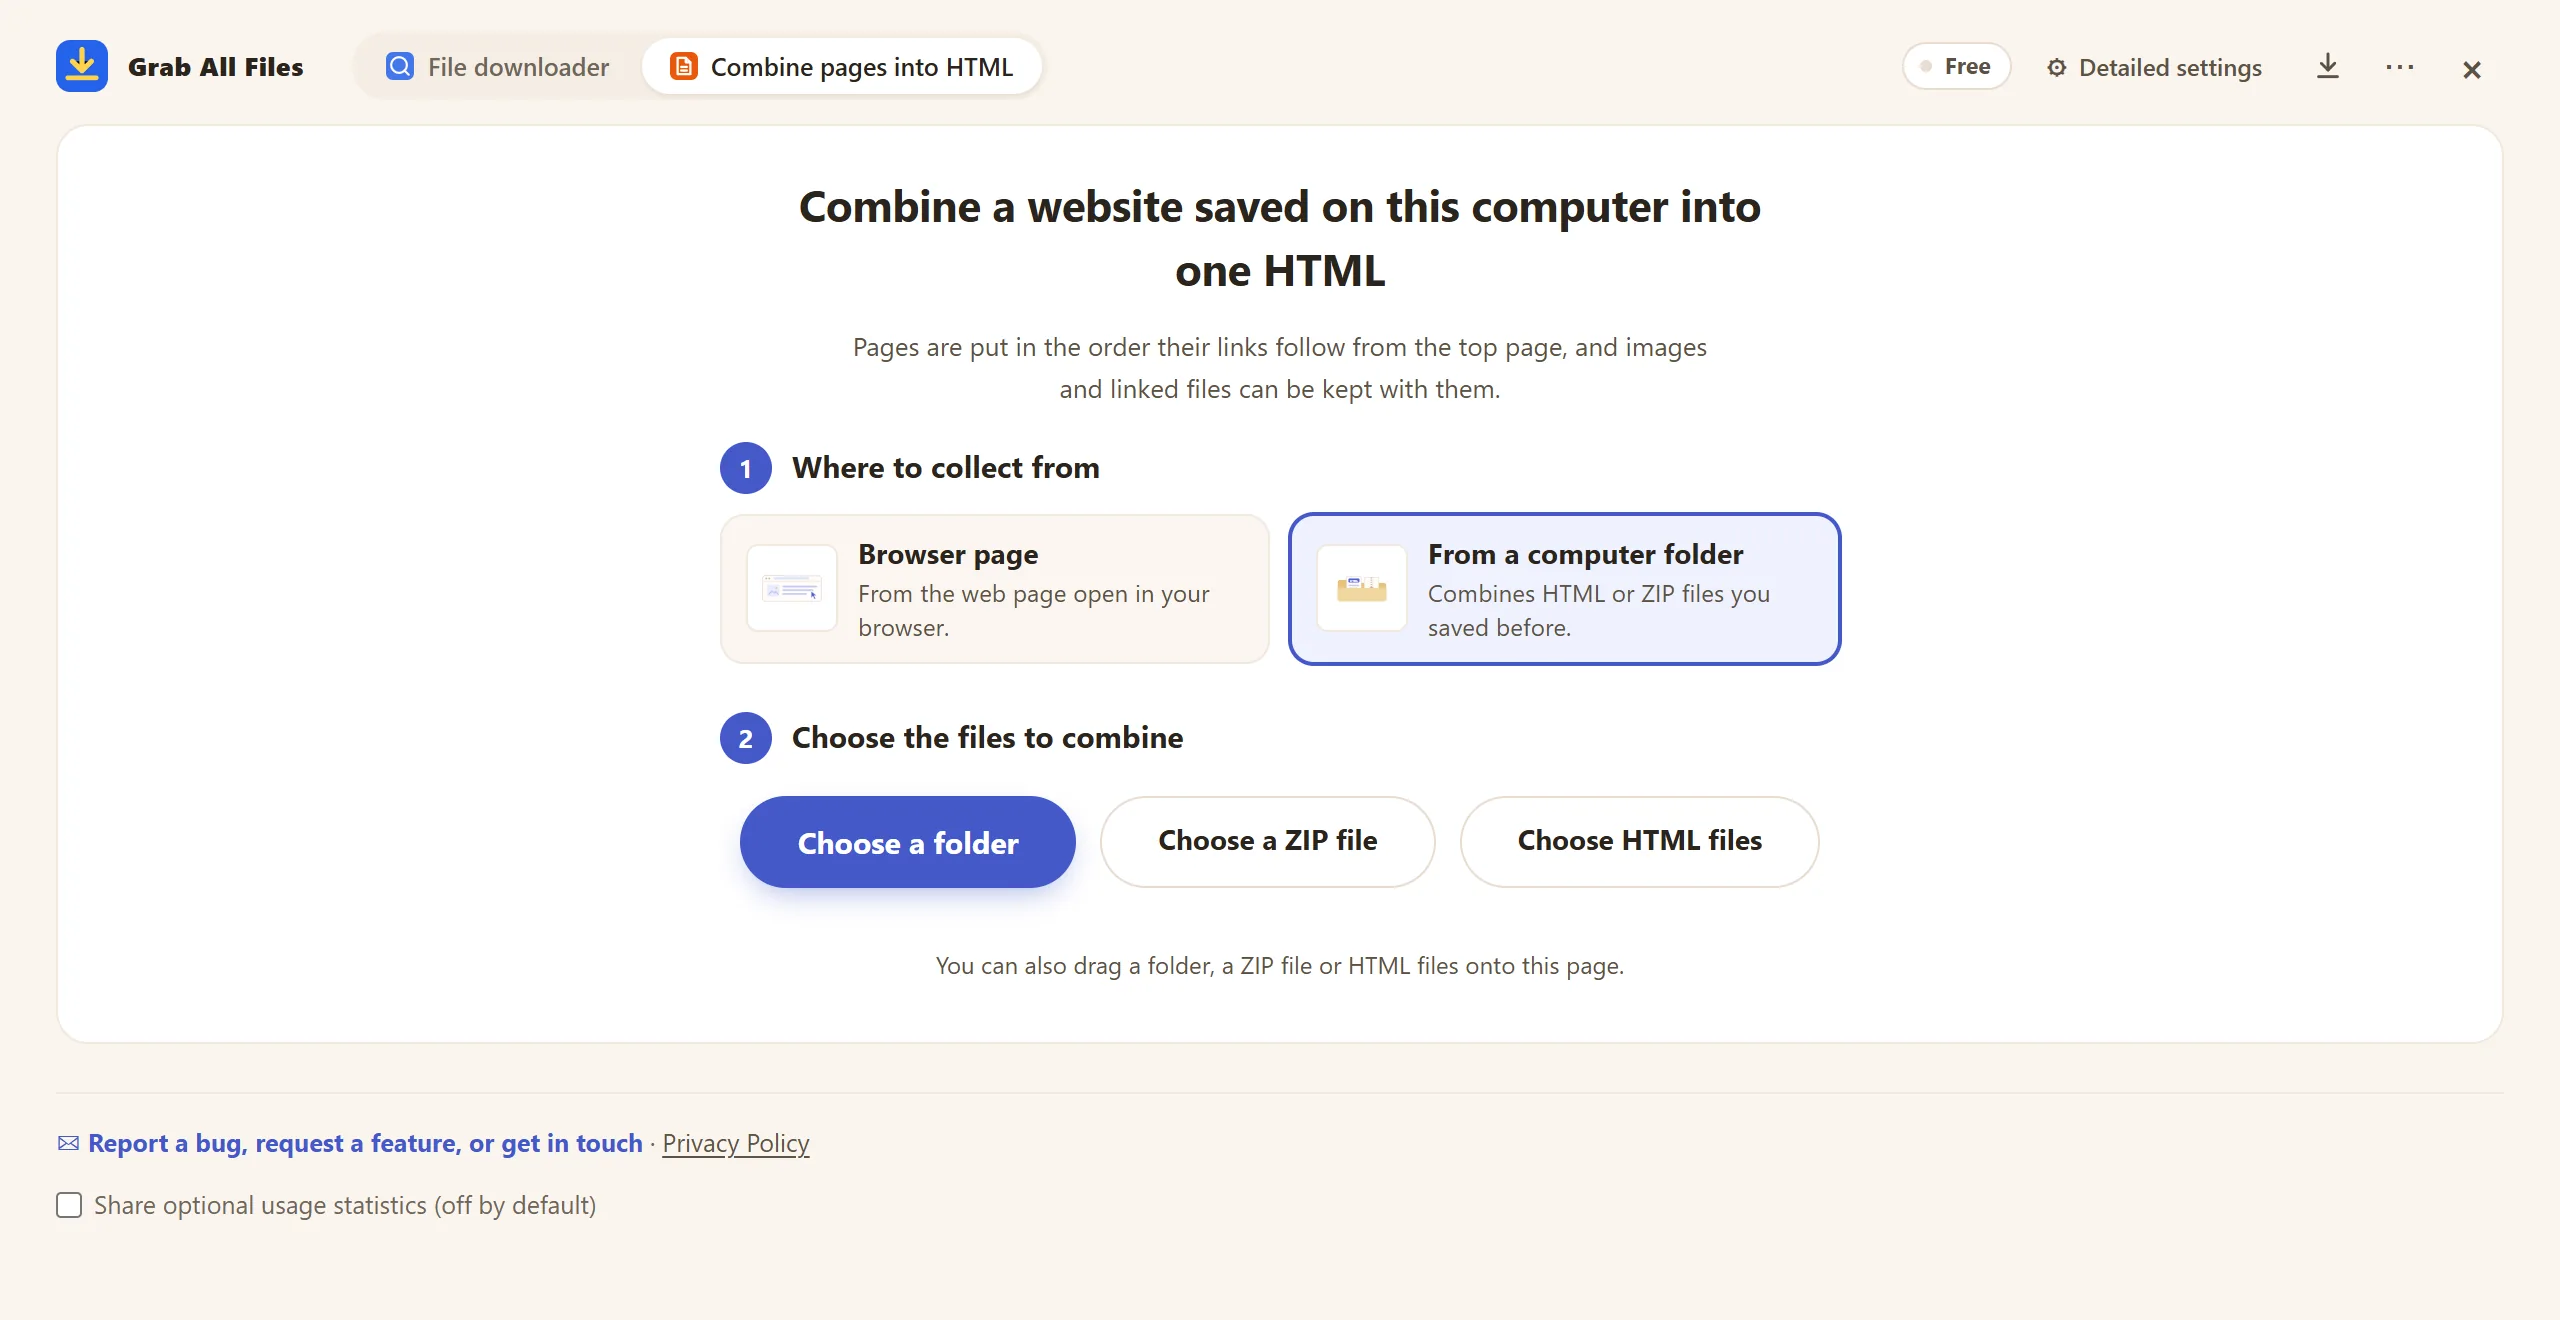 Grab All Files
File downloader
Combine pages into HTML
Free
Detailed settings
Combine a website saved on this computer into
one HTML
Pages are put in the order their links follow from the top page, and images
and linked files can be kept with them.
1 Where to collect from
Browser page
From the web page open in your
browser.
From a computer folder
Combines HTML or ZIP files you
saved before.
2 Choose the files to combine
Choose a folder
Choose a ZIP file
Choose HTML files
You can also drag a folder, a ZIP file or HTML files onto this page.
Report a bug, request a feature, or get in touch · Privacy Policy
Share optional usage statistics (off by default)